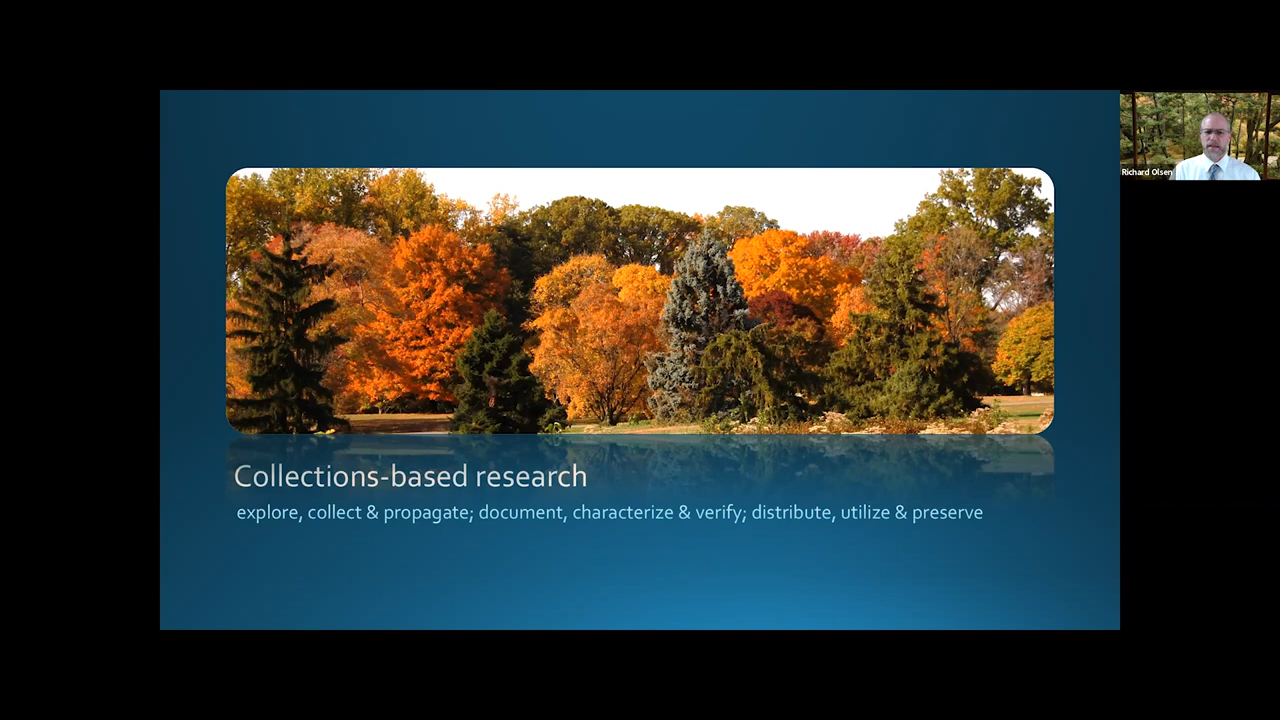 Richard Olsen
Collections-based research
explore, collect & propagate; document, characterize & verify; distribute, utilize & preserve